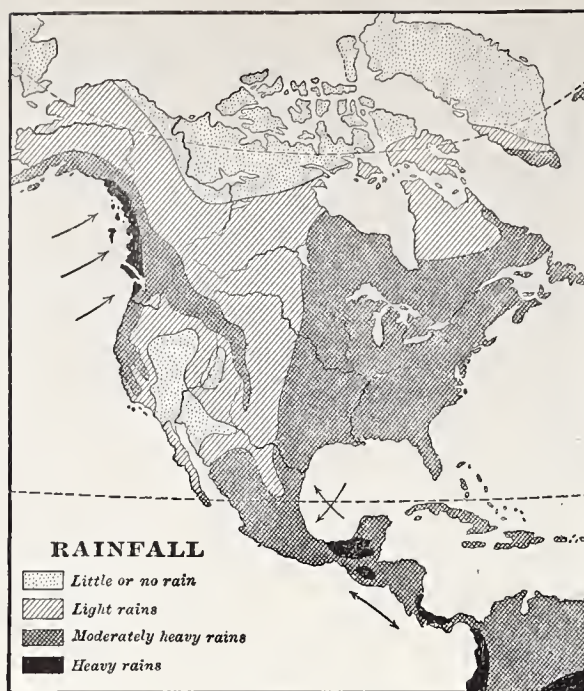 RAINFALL
Little or no rain
Light rains
Moderately heavy rains
Heavy rains